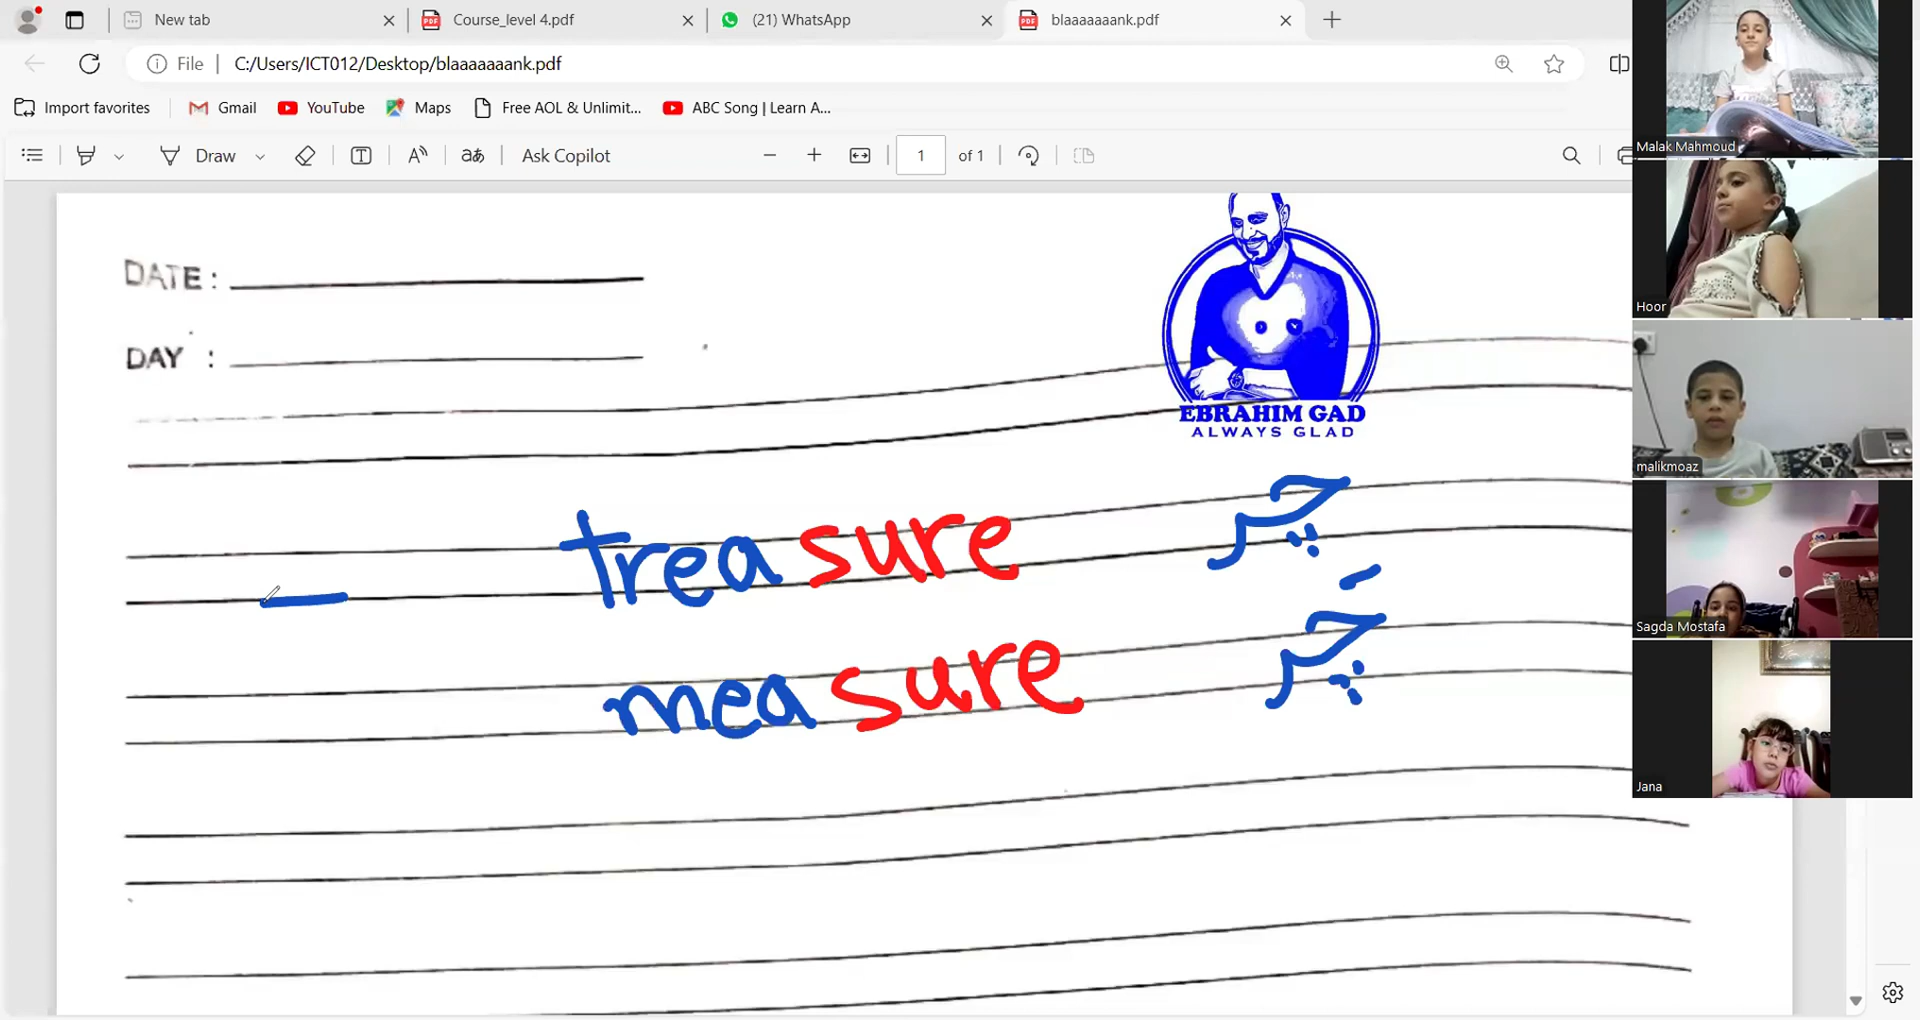 New tab
Course_level 4.pdf
(21) WhatsApp
blaaaaaaank.pdf
File
C:/Users/ICT012/Desktop/blaaaaaaank.pdf
Import favorites
Gmail
YouTube
Maps
Free AOL & Unlimit...
ABC Song | Learn A...
Draw
Ask Copilot
1 of 1
DATE :
DAY :
EBRAHIM GAD
ALWAYS GLAD
treasure
measure
Malak Mahmoud
Hoor
malikmoaz
Sagda Mostafa
Jana